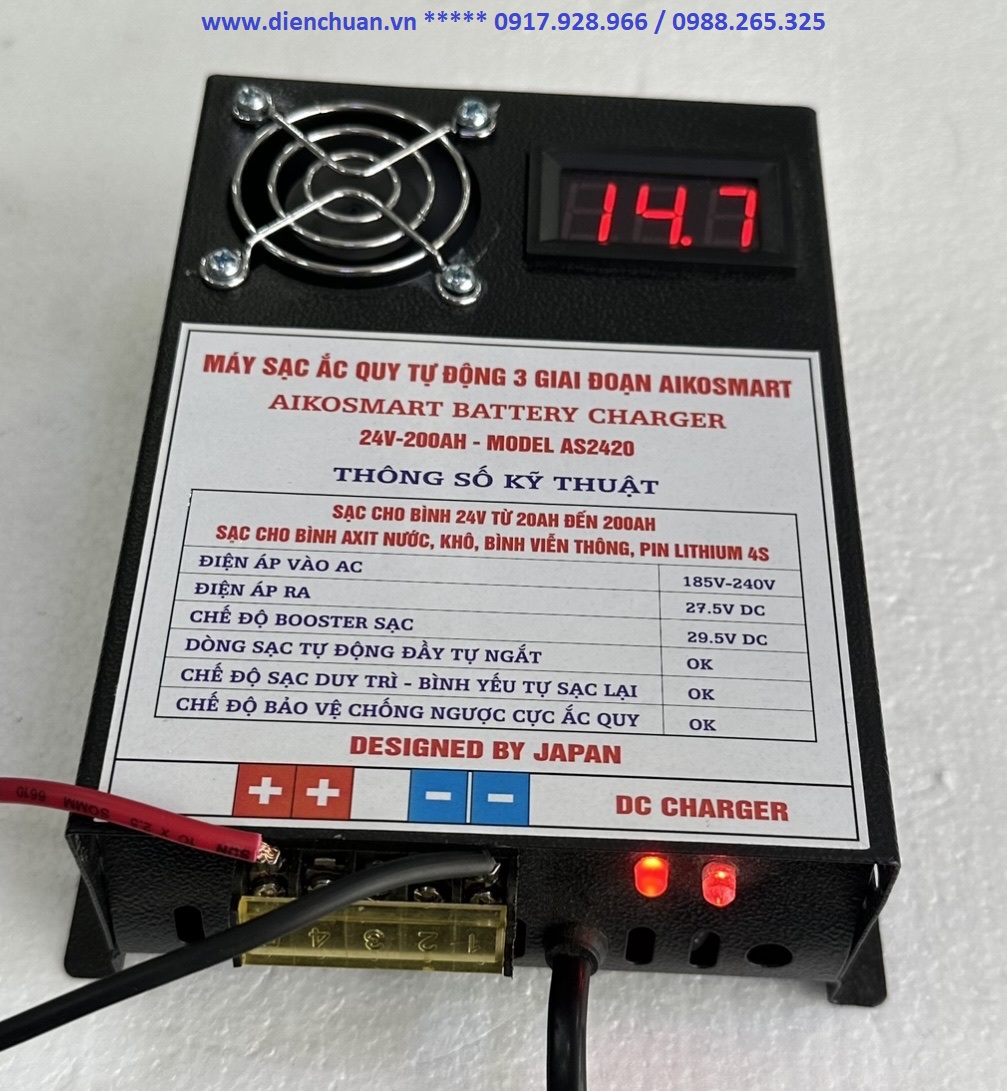 www.dienchuan.vn ***** 0917.928.966 / 0988.265.325
14.7
MÁY SẠC ẮC QUY TỰ ĐỘNG 3 GIAI ĐOẠN AIKOSMART
AIKOSMART BATTERY CHARGER
24V-200AH - MODEL AS2420
THÔNG SỐ KỸ THUẬT
SẠC CHO BÌNH 24V TỪ 20AH ĐẾN 200AH
SẠC CHO BÌNH AXIT NƯỚC, KHÔ, BÌNH VIỄN THÔNG, PIN LITHIUM 4S
ĐIỆN ÁP VÀO AC 185V-240V
ĐIỆN ÁP RA 27.5V DC
CHẾ ĐỘ BOOSTER SẠC 29.5V DC
DÒNG SẠC TỰ ĐỘNG ĐẦY TỰ NGẮT OK
CHẾ ĐỘ SẠC DUY TRÌ - BÌNH YẾU TỰ SẠC LẠI OK
CHẾ ĐỘ BẢO VỆ CHỐNG NGƯỢC CỰC ẮC QUY OK
DESIGNED BY JAPAN
+ + - - DC CHARGER
4 3 2 1